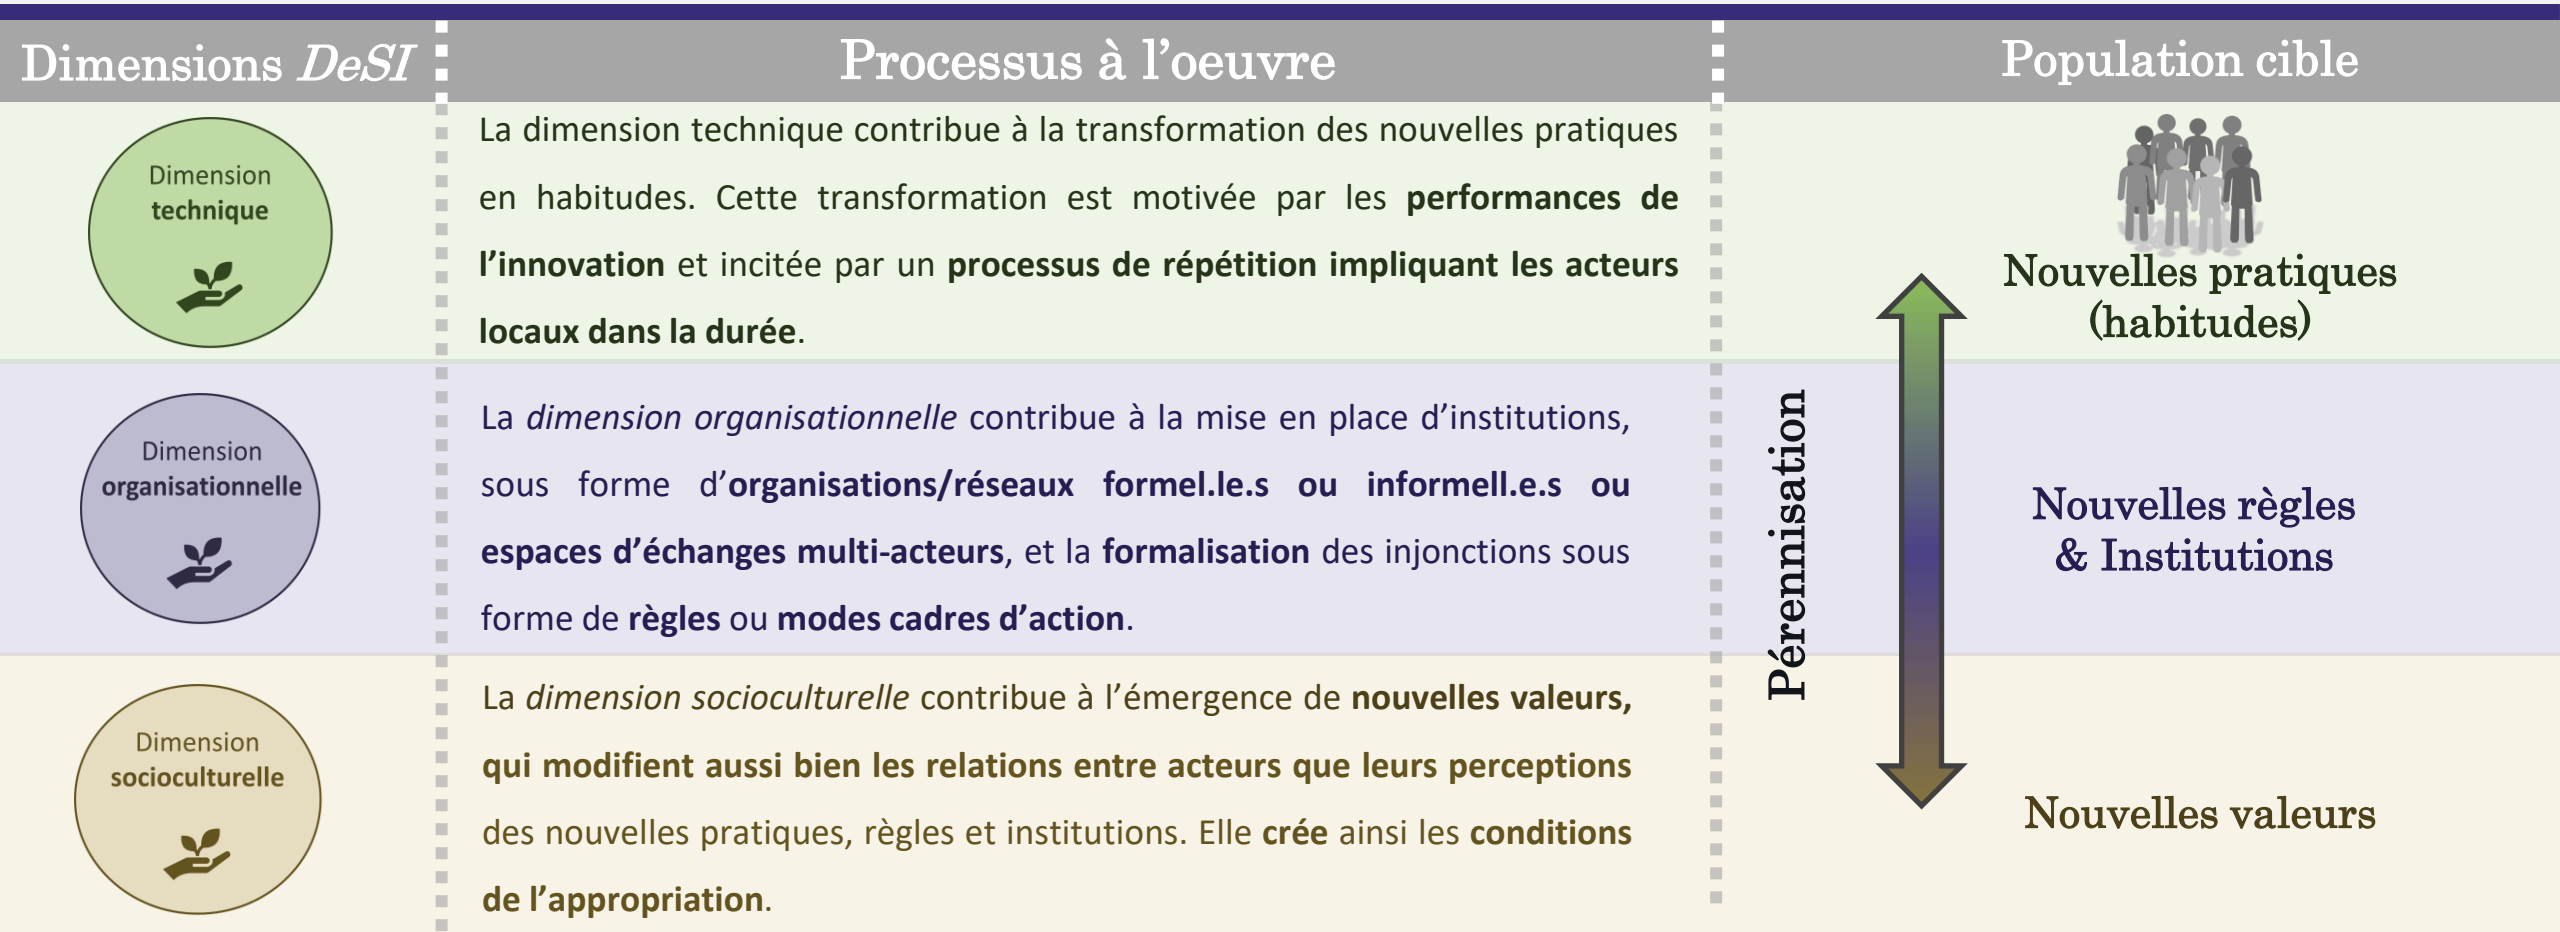 Dimensions DeSI
Processus à l’oeuvre
Population cible
Dimension
technique
La dimension technique contribue à la transformation des nouvelles pratiques
en habitudes. Cette transformation est motivée par les performances de
l’innovation et incitée par un processus de répétition impliquant les acteurs
locaux dans la durée.
Nouvelles pratiques
(habitudes)
Dimension
organisationnelle
La dimension organisationnelle contribue à la mise en place d’institutions,
sous forme d’organisations/réseaux formel.le.s ou informell.e.s ou
espaces d’échanges multi-acteurs, et la formalisation des injonctions sous
forme de règles ou modes cadres d’action.
Pérennisation
Nouvelles règles
& Institutions
Dimension
socioculturelle
La dimension socioculturelle contribue à l’émergence de nouvelles valeurs,
qui modifient aussi bien les relations entre acteurs que leurs perceptions
des nouvelles pratiques, règles et institutions. Elle crée ainsi les conditions
de l’appropriation.
Nouvelles valeurs